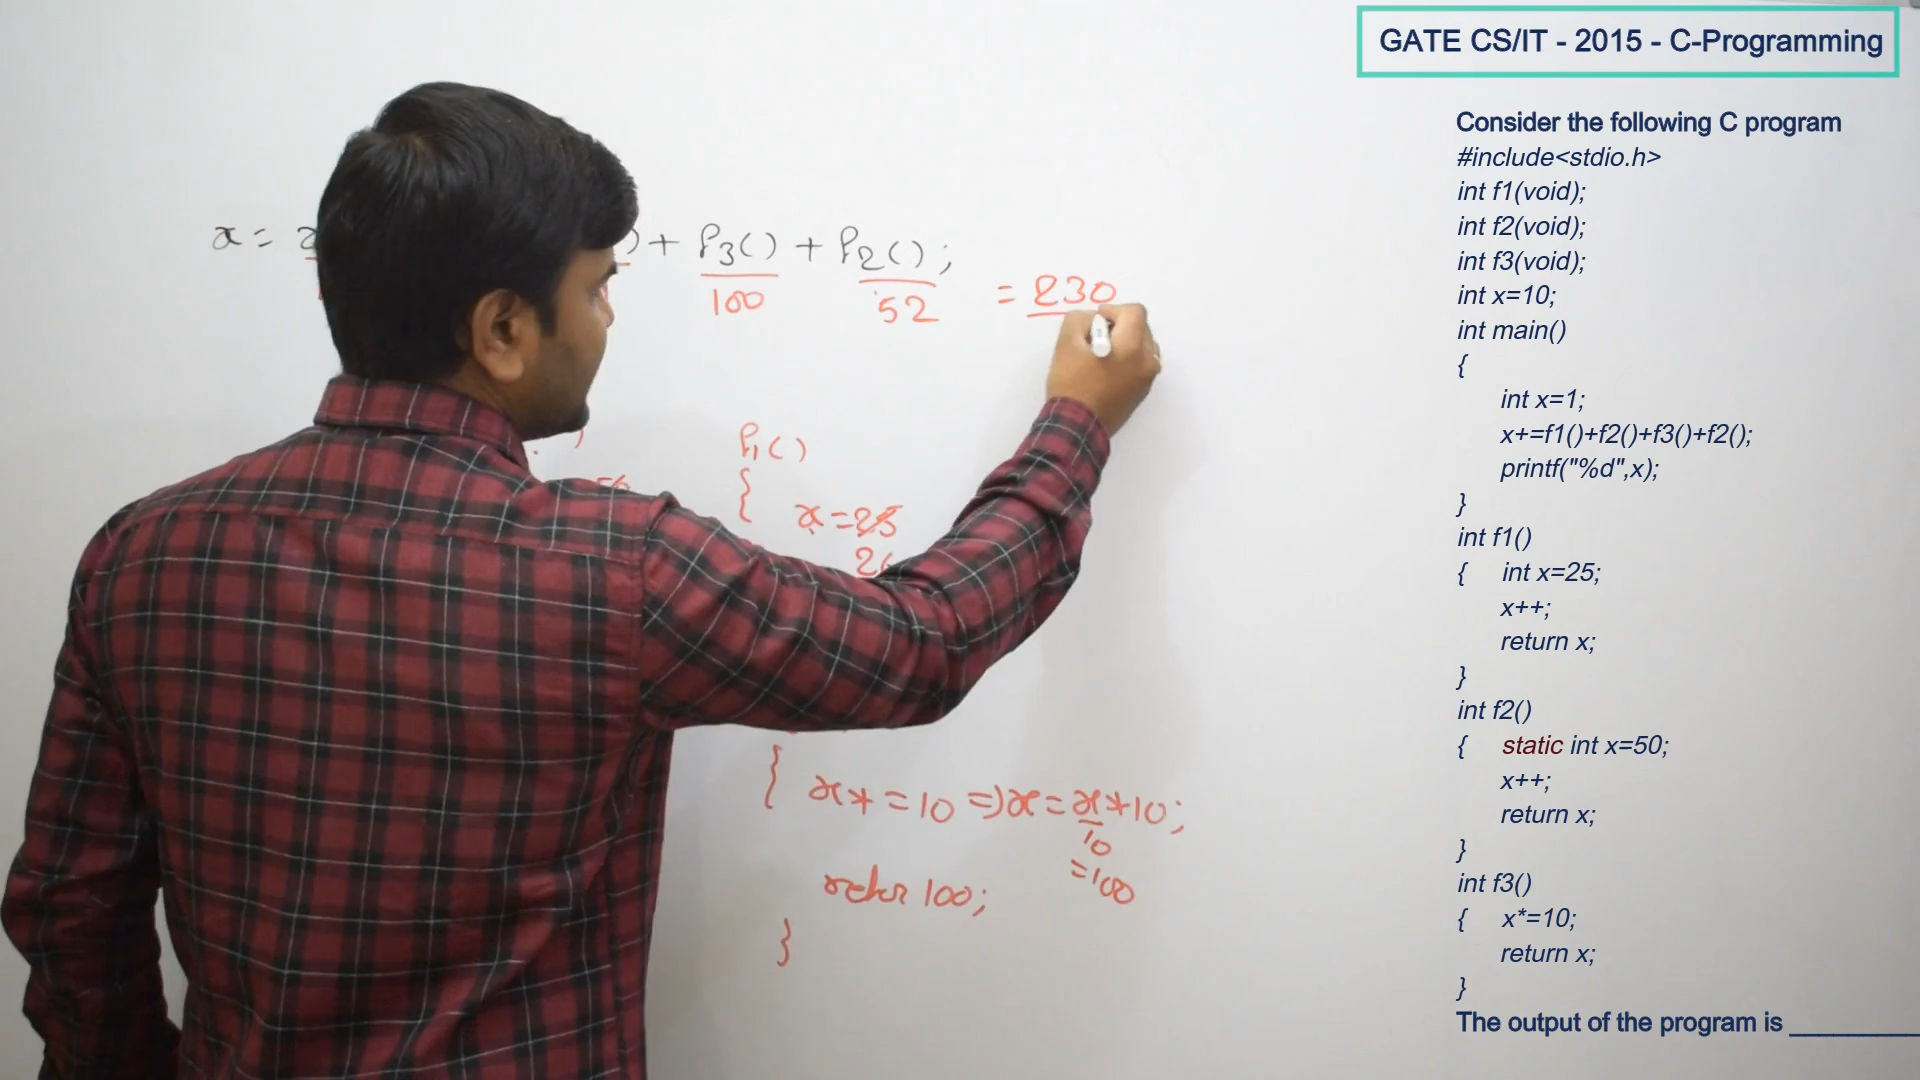 GATE CS/IT - 2015 - C-Programming
x =
) + f3() + f2();
100
52
= 230
f1()
{
x = 25
26
{
x* = 10 => x = x*10;
10
= 100
return 100;
}
Consider the following C program
#include<stdio.h>
int f1(void);
int f2(void);
int f3(void);
int x=10;
int main()
{
int x=1;
x+=f1()+f2()+f3()+f2();
printf("%d",x);
}
int f1()
{ int x=25;
x++;
return x;
}
int f2()
{ static int x=50;
x++;
return x;
}
int f3()
{ x*=10;
return x;
}
The output of the program is __________